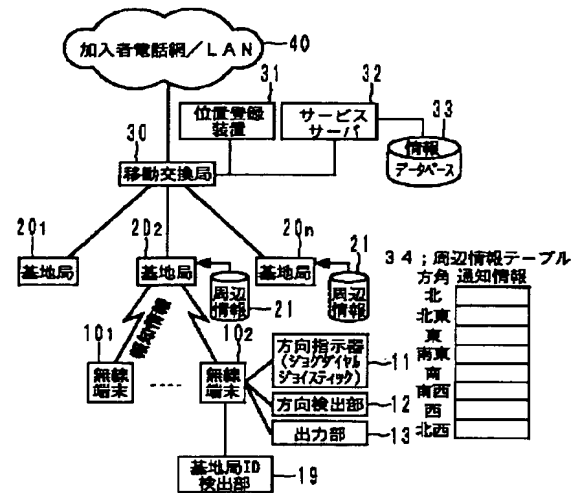 加入者電話網/LAN
40
31
32
33
位置登録
装置
サービス
サーバ
情報
データベース
30
移動交換局
20₁
20₂
20n
21
基地局
基地局
基地局
周辺
情報
21
周辺
情報
34;周辺情報テーブル
方角 通知情報
北
北東
東
南東
南
南西
西
北西
報知情報
10₁
10₂
無線
端末
無線
端末
方向指示器
(ジョグダイヤル
ジョイスティック)
11
方向検出部
12
出力部
13
基地局ID
検出部
19